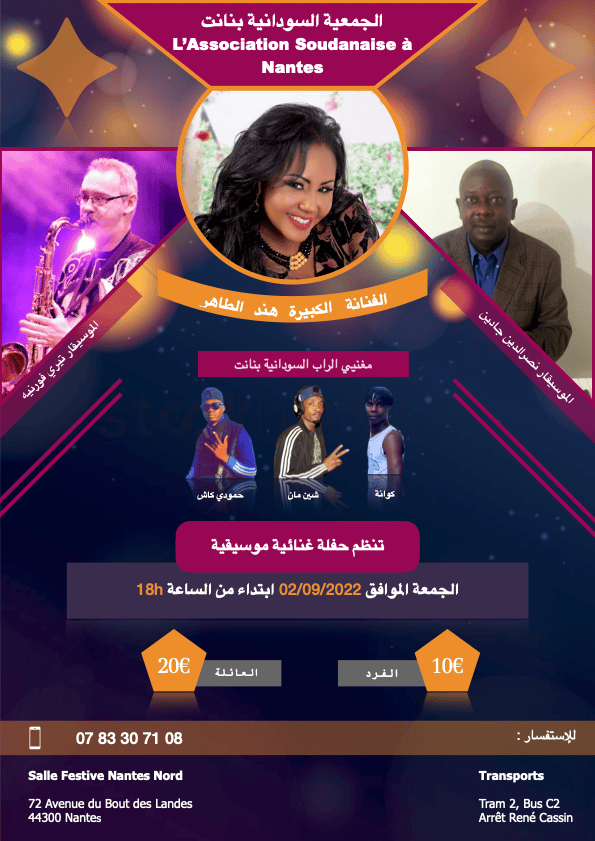 الجمعية السودانية بنانت
L'Association Soudanaise à
Nantes
الفنانة الكبيرة هند الطاهر
الموسيقار تيري فورنيه
الموسيقار نصرالدين جادين
مغنيي الراب السودانية بنانت
حمودي كاش
شين مان
كوانة
تنظم حفلة غنائية موسيقية
الجمعة الموافق 02/09/2022 ابتداء من الساعة 18h
20€ العائلة
10€ الفرد
07 83 30 71 08
للإستفسار :
Salle Festive Nantes Nord
72 Avenue du Bout des Landes
44300 Nantes
Transports
Tram 2, Bus C2
Arrêt René Cassin